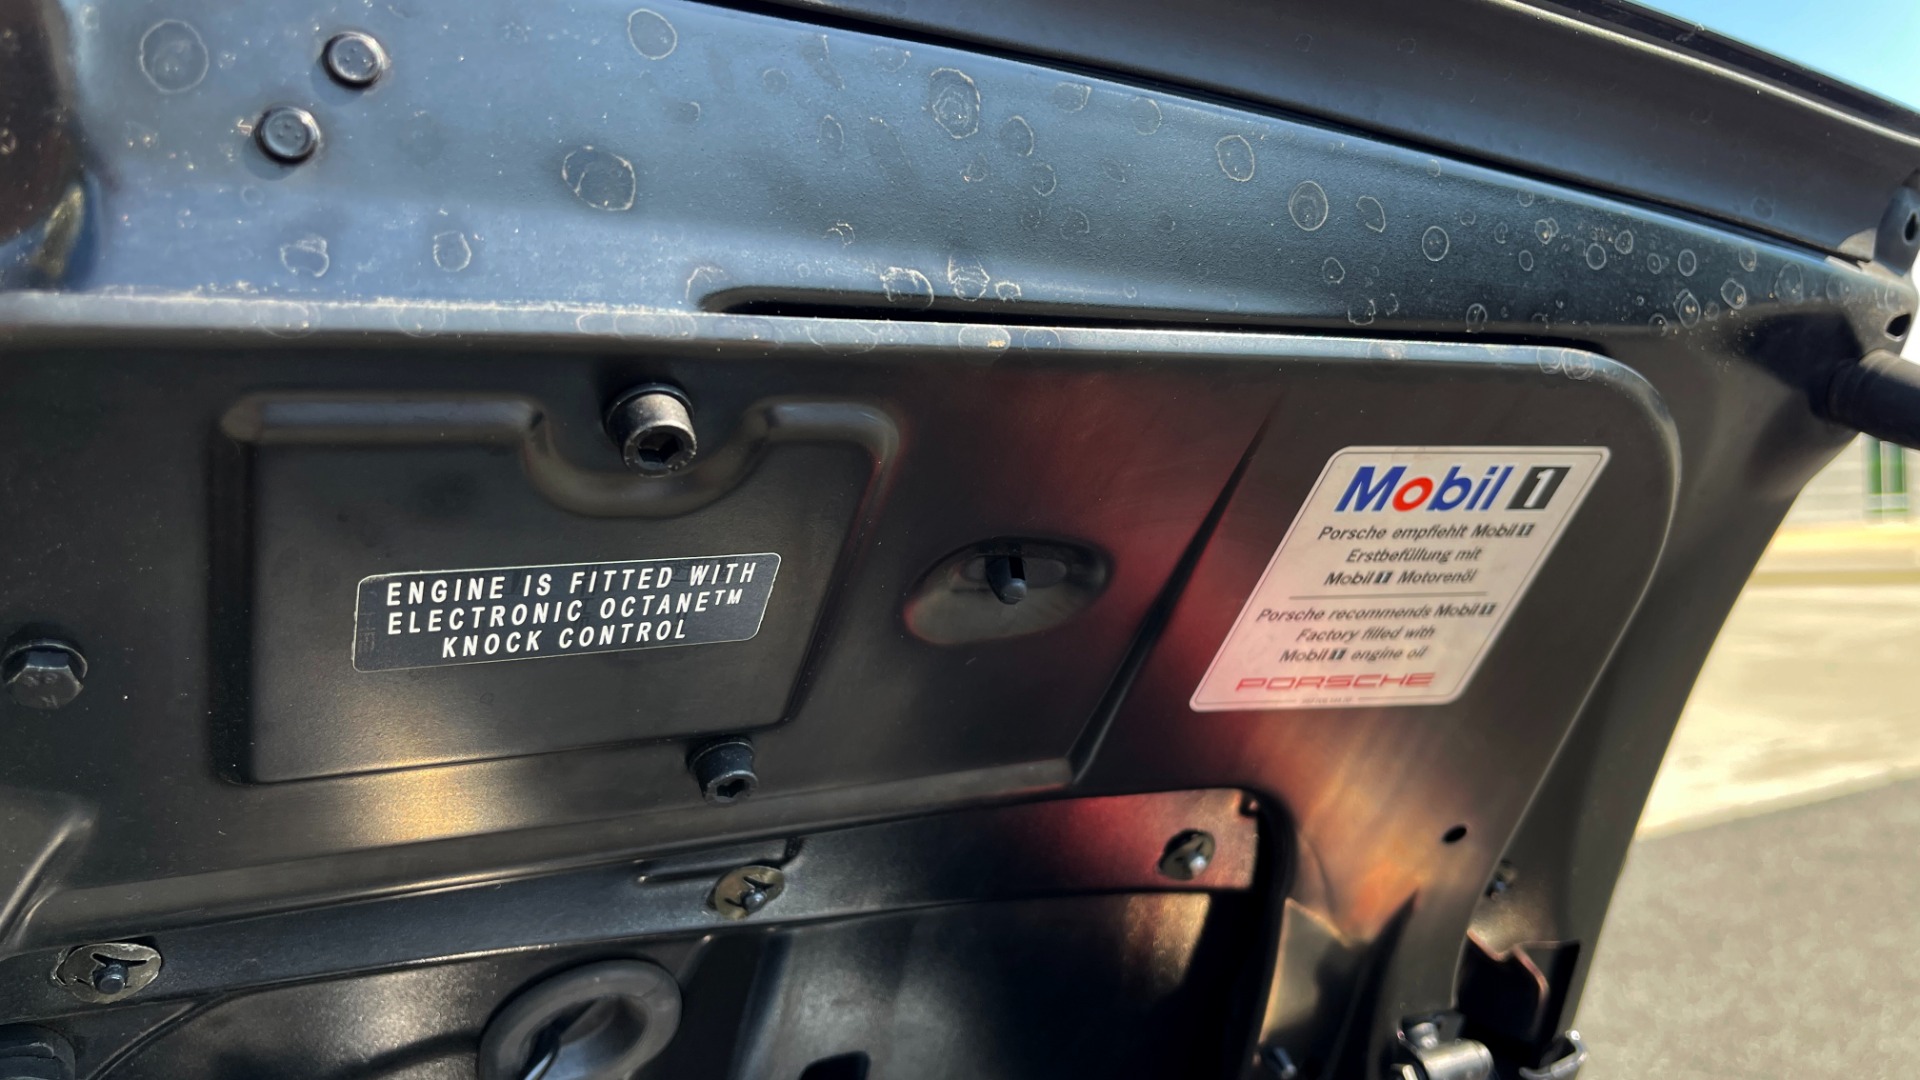 ENGINE IS FITTED WITH
ELECTRONIC OCTANE™
KNOCK CONTROL
Mobil 1
Porsche empfiehlt Mobil 1
Erstbefüllung mit
Mobil 1 Motorenöl
Porsche recommends Mobil 1
Factory filled with
Mobil 1 engine oil
PORSCHE